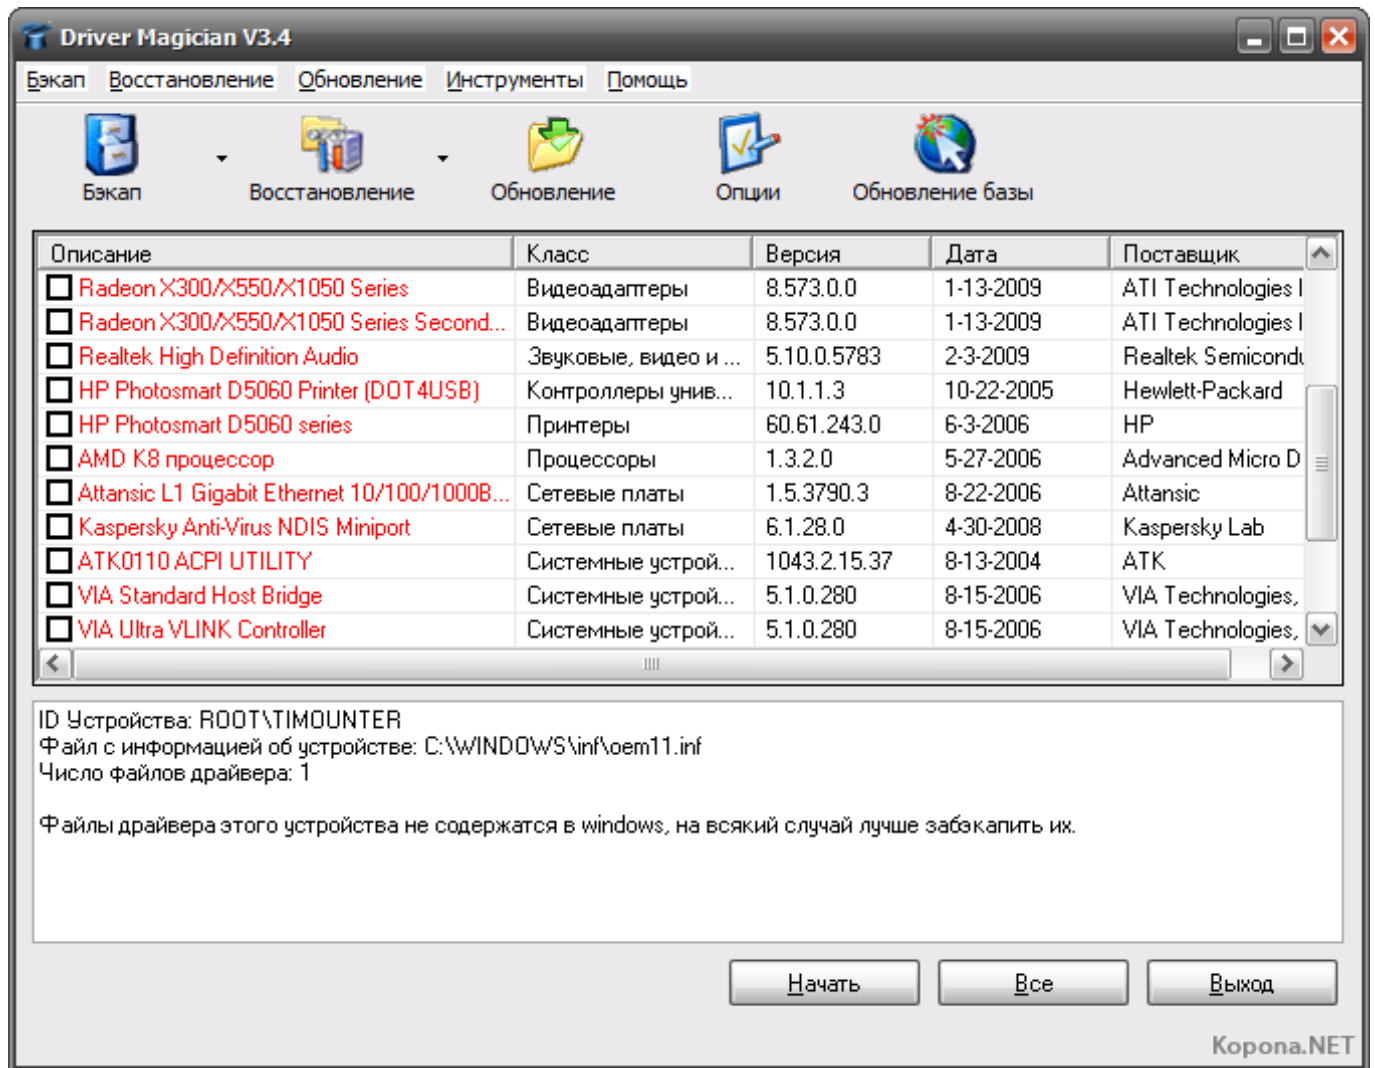 Driver Magician V3.4
Бэкап Восстановление Обновление Инструменты Помощь
Бэкап Восстановление Обновление Опции Обновление базы
Описание Класс Версия Дата Поставщик
Radeon X300/X550/X1050 Series Видеоадаптеры 8.573.0.0 1-13-2009 ATI Technologies I
Radeon X300/X550/X1050 Series Second... Видеоадаптеры 8.573.0.0 1-13-2009 ATI Technologies I
Realtek High Definition Audio Звуковые, видео и ... 5.10.0.5783 2-3-2009 Realtek Semicondu
HP Photosmart D5060 Printer (DOT4USB) Контроллеры унив... 10.1.1.3 10-22-2005 Hewlett-Packard
HP Photosmart D5060 series Принтеры 60.61.243.0 6-3-2006 HP
AMD K8 процессор Процессоры 1.3.2.0 5-27-2006 Advanced Micro D
Attansic L1 Gigabit Ethernet 10/100/1000B... Сетевые платы 1.5.3790.3 8-22-2006 Attansic
Kaspersky Anti-Virus NDIS Miniport Сетевые платы 6.1.28.0 4-30-2008 Kaspersky Lab
ATK0110 ACPI UTILITY Системные устрой... 1043.2.15.37 8-13-2004 ATK
VIA Standard Host Bridge Системные устрой... 5.1.0.280 8-15-2006 VIA Technologies,
VIA Ultra VLINK Controller Системные устрой... 5.1.0.280 8-15-2006 VIA Technologies,
ID Устройства: ROOT\TIMOUNTER
Файл с информацией об устройстве: C:\WINDOWS\inf\oem11.inf
Число файлов драйвера: 1
Файлы драйвера этого устройства не содержатся в windows, на всякий случай лучше забэкапить их.
Начать Все Выход
Kopona.NET